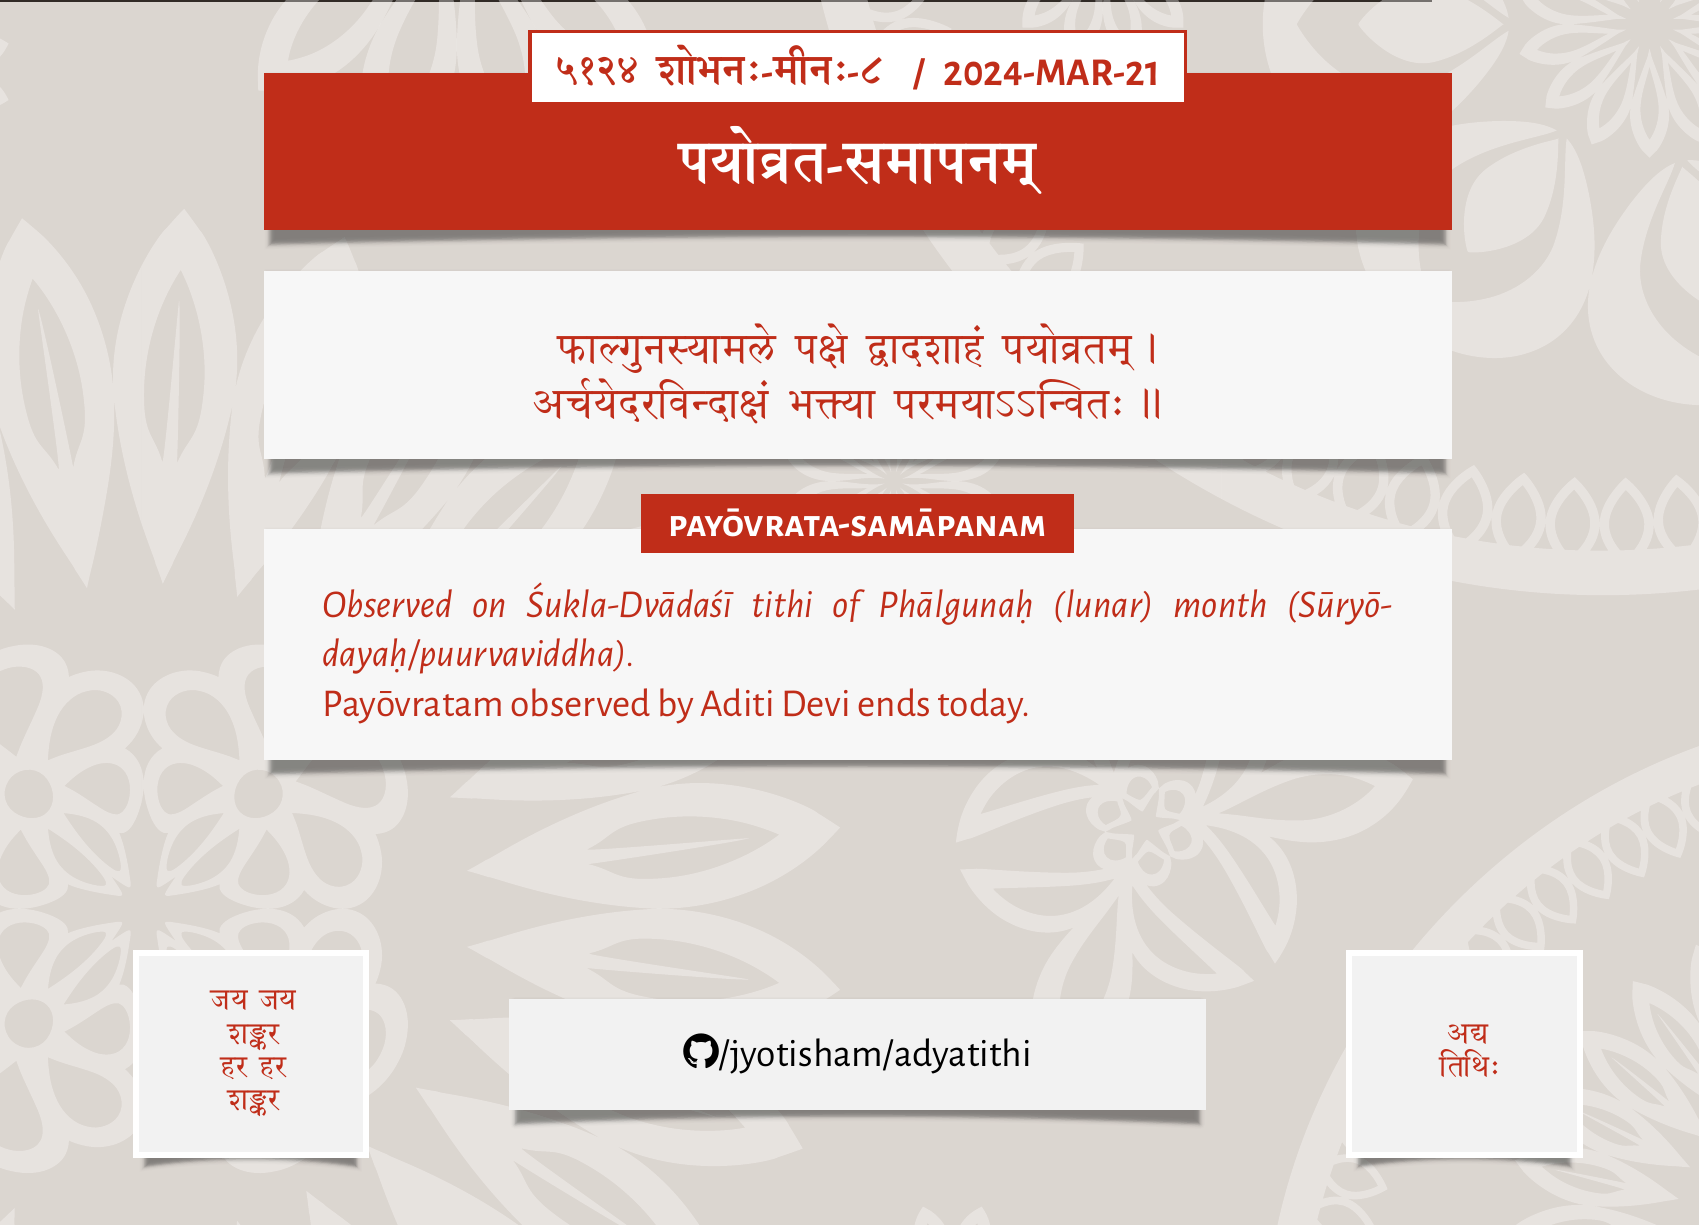 ५१२४ शोभनः-मीनः-८ / 2024-MAR-21
पयोव्रत-समापनम्
फाल्गुनस्यामले पक्षे द्वादशाहं पयोव्रतम् ।
अर्चयेदरविन्दाक्षं भक्त्या परमयाऽऽन्वितः ॥
PAYŌVRATA-SAMĀPANAM
Observed on Śukla-Dvādaśī tithi of Phālgunaḥ (lunar) month (Sūryō-
dayaḥ/puurvaviddha).
Payōvratam observed by Aditi Devi ends today.
जय जय
शङ्कर
हर हर
शङ्कर
/jyotisham/adyatithi
अद्य
तिथिः